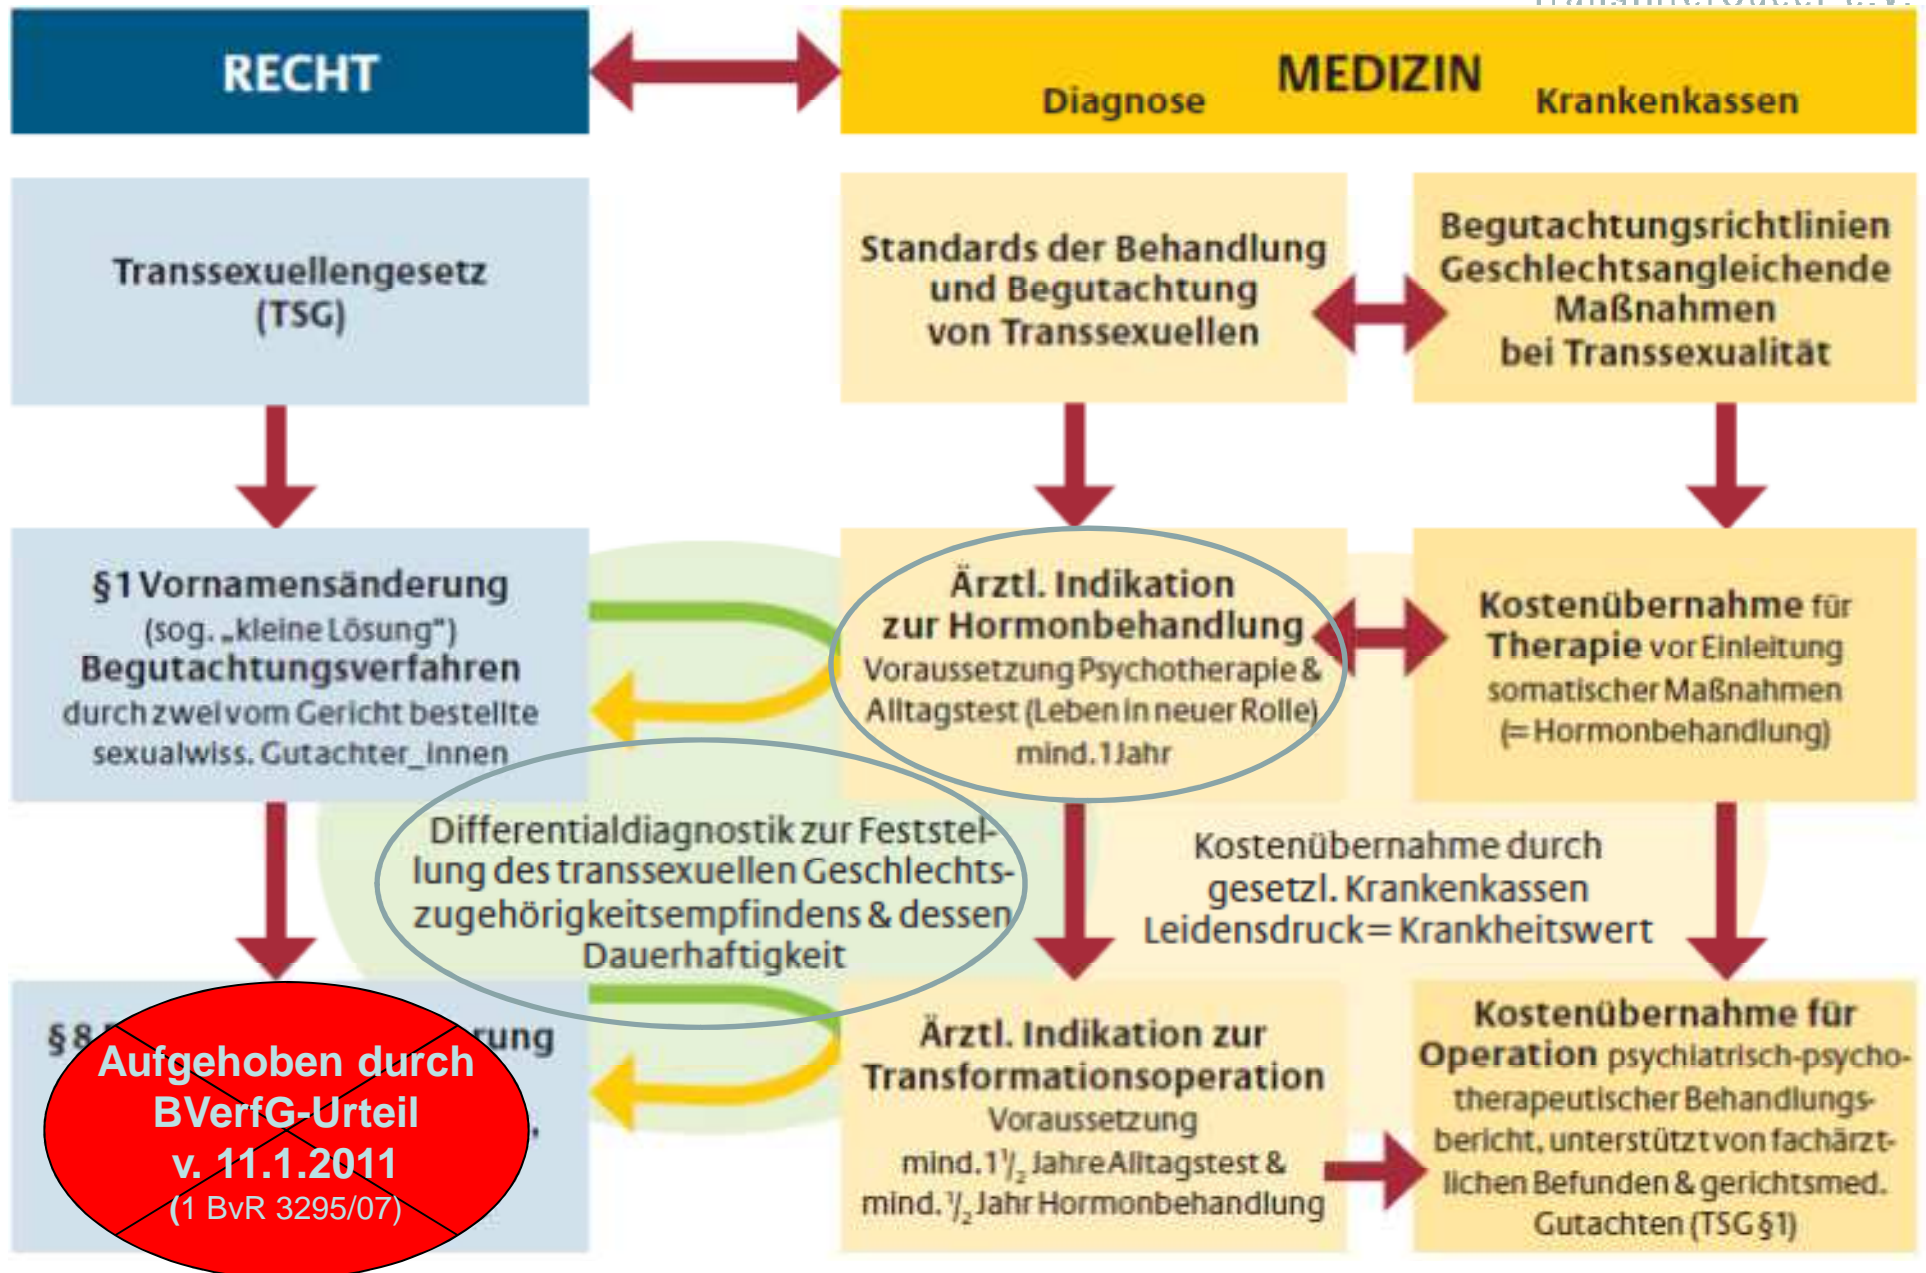 RECHT
MEDIZIN
Diagnose
Krankenkassen
Transsexuellengesetz
(TSG)
Standards der Behandlung
und Begutachtung
von Transsexuellen
Begutachtungsrichtlinien
Geschlechtsangleichende
Maßnahmen
bei Transsexualität
§ 1 Vornamensänderung
(sog. „kleine Lösung“)
Begutachtungsverfahren
durch zwei vom Gericht bestellte
sexualwiss. Gutachter_innen
Ärztl. Indikation
zur Hormonbehandlung
Voraussetzung Psychotherapie &
Alltagstest (Leben in neuer Rolle)
mind. 1 Jahr
Kostenübernahme für
Therapie vor Einleitung
somatischer Maßnahmen
(= Hormonbehandlung)
Differentialdiagnostik zur Feststel-
lung des transsexuellen Geschlechts-
zugehörigkeitsempfindens & dessen
Dauerhaftigkeit
Kostenübernahme durch
gesetzl. Krankenkassen
Leidensdruck = Krankheitswert
§ 8
rung
Aufgehoben durch
BVerfG-Urteil
v. 11.1.2011
(1 BvR 3295/07)
Ärztl. Indikation zur
Transformationsoperation
Voraussetzung
mind. 1 1/2 Jahre Alltagstest &
mind. 1/2 Jahr Hormonbehandlung
Kostenübernahme für
Operation psychiatrisch-psycho-
therapeutischer Behandlungs-
bericht, unterstützt von fachärzt-
lichen Befunden & gerichtsmed.
Gutachten (TSG § 1)